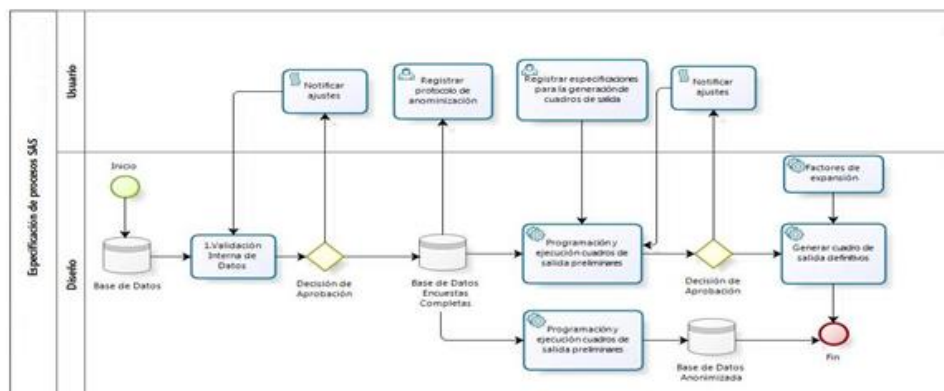 Especificación de procesos SAS
Usuario
Notificar
ajustes
Registrar
protocolo de
anominización
Registrar especificaciones
para la generación de
cuadros de salida
Notificar
ajustes
Diseño
Inicio
Base de Datos
1.Validación
Interna de
Datos
Decisión de
Aprobación
Base de Datos
Encuestas
Completas
Programación y
ejecución cuadros de
salida preliminares
Decisión de
Aprobación
Factores de
expansión
Generar cuadro de
salida definitivos
Programación y
ejecución cuadros de
salida preliminares
Base de Datos
Anonimizada
Fin